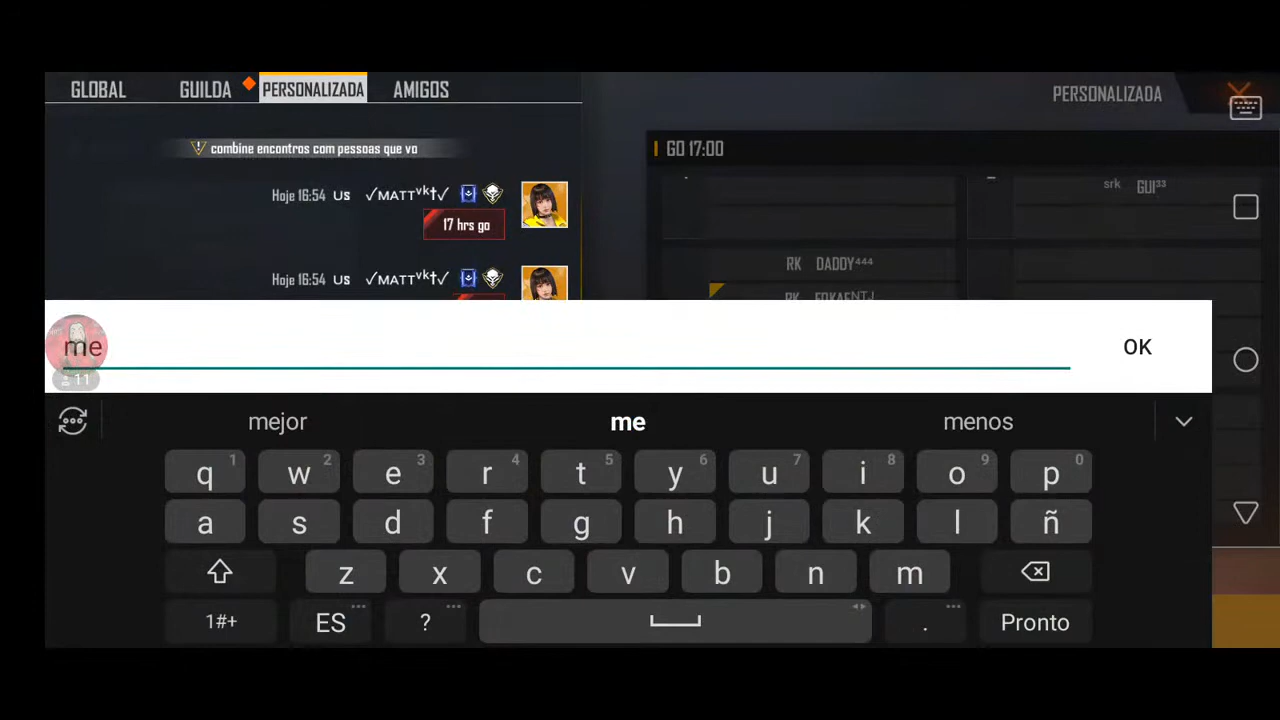 GLOBAL GUILDA PERSONALIZADA AMIGOS
PERSONALIZADA
combine encontros com pessoas que vo
GO 17:00
Hoje 16:54 US ✓MATTᵛᵏ✝✓
17 hrs go
srk GUI³³
Hoje 16:54 US ✓MATTᵛᵏ✝✓
RK DADDY⁴⁴⁴
RK
me
OK
11
mejor me menos
q 1 w 2 e 3 r 4 t 5 y 6 u 7 i 8 o 9 p 0
a s d f g h j k l ñ
z x c v b n m
1#+ ES ? . Pronto